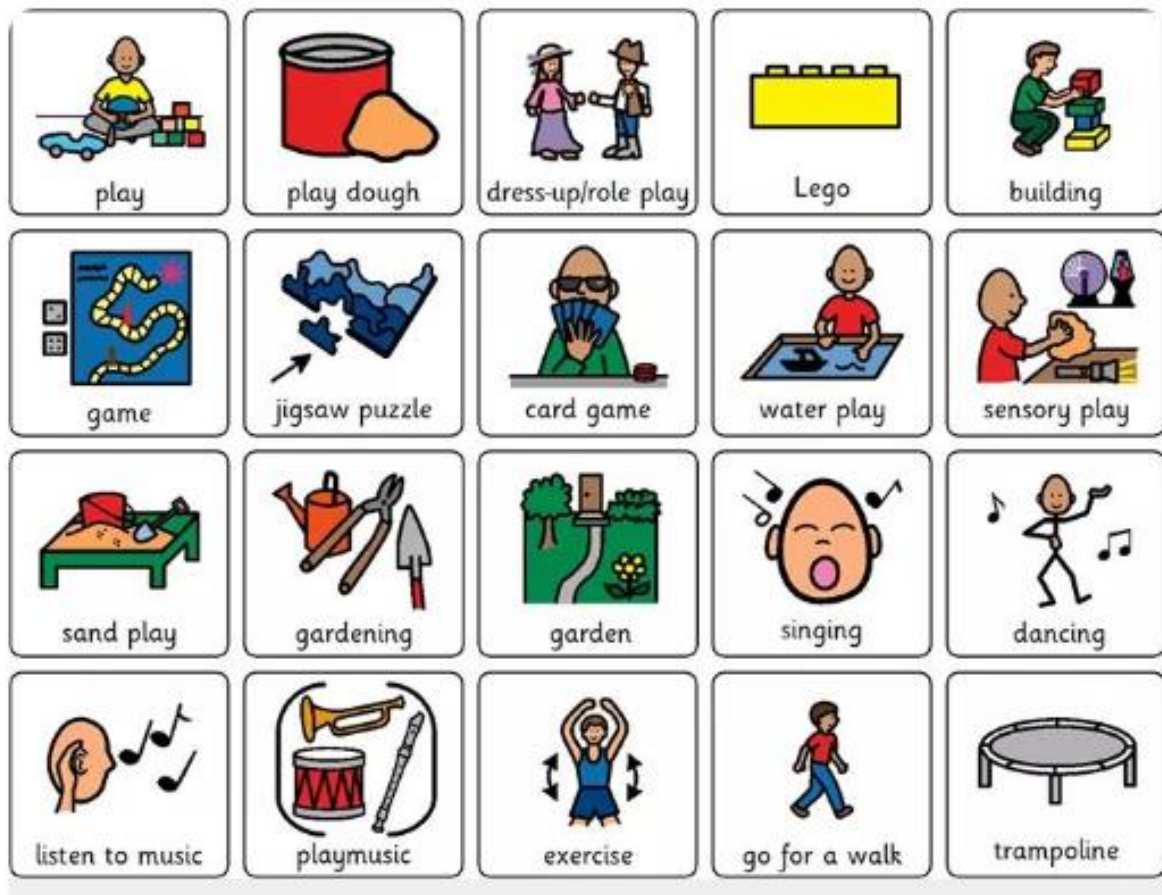 play
play dough
dress-up/role play
Lego
building
game
jigsaw puzzle
card game
water play
sensory play
sand play
gardening
garden
singing
dancing
listen to music
playmusic
exercise
go for a walk
trampoline